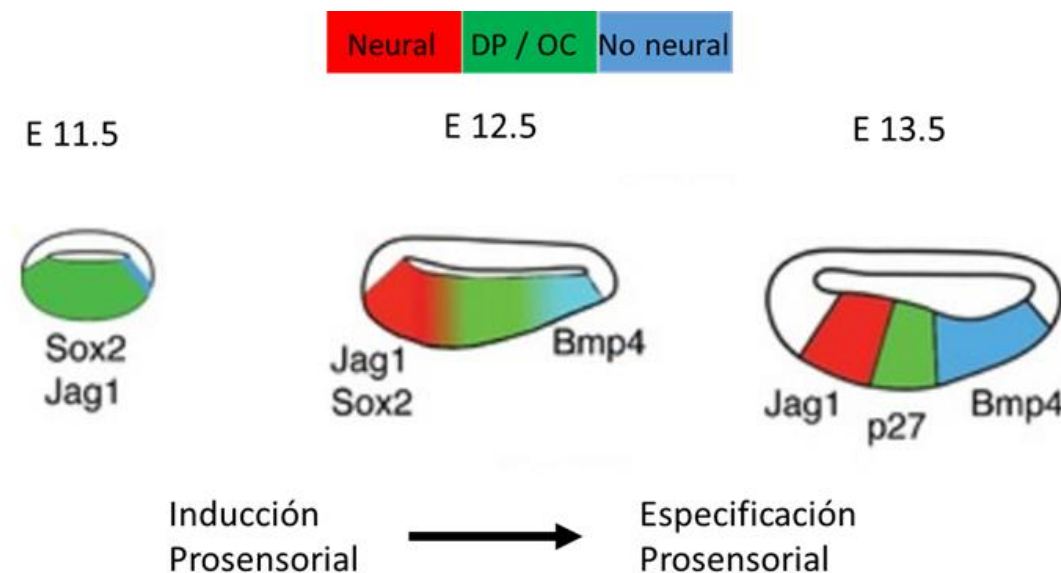 Neural DP / OC No neural
E 11.5 E 12.5 E 13.5
Sox2
Jag1
Jag1 Bmp4
Sox2
Jag1 p27 Bmp4
Inducción
Prosensorial
Especificación
Prosensorial